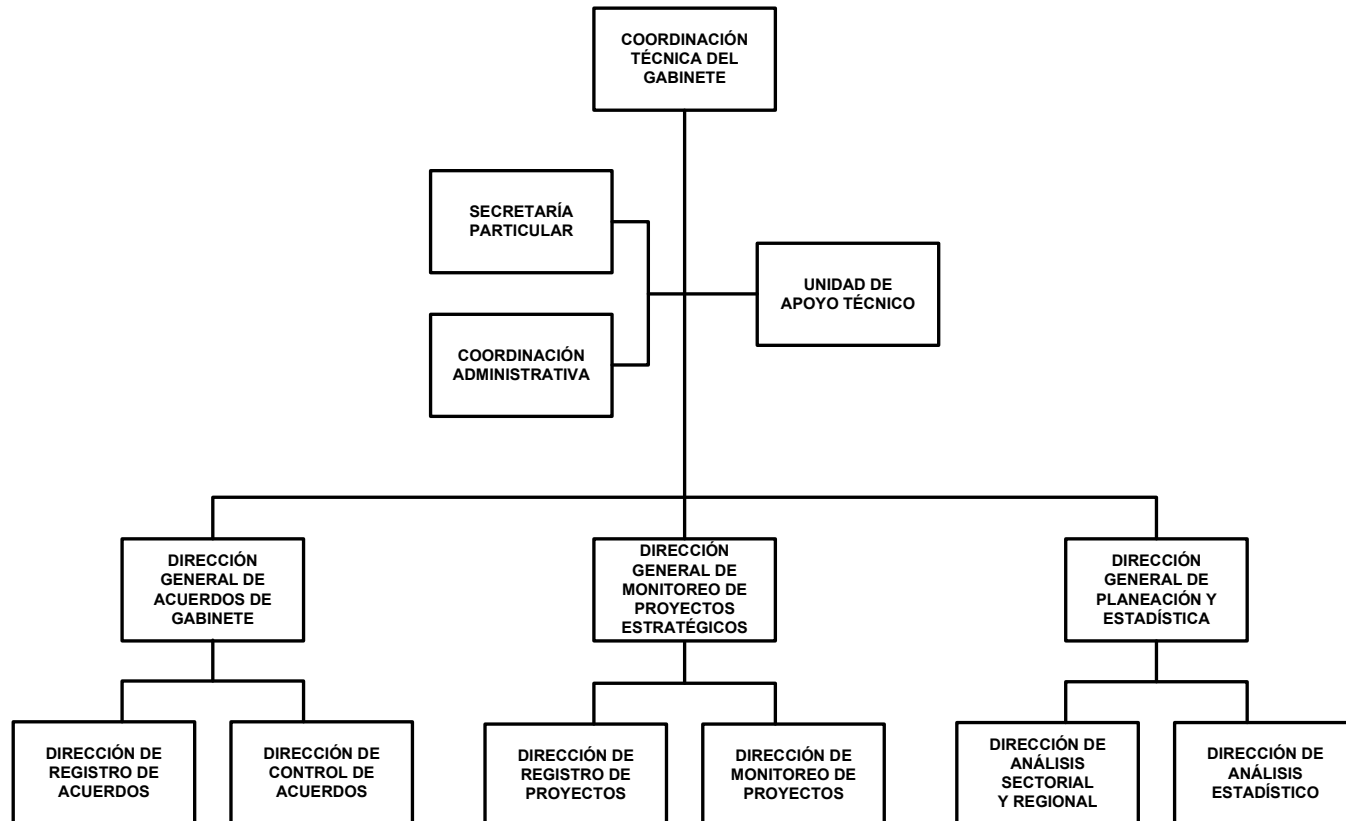 COORDINACIÓN
TÉCNICA DEL
GABINETE
SECRETARÍA
PARTICULAR
UNIDAD DE
APOYO TÉCNICO
COORDINACIÓN
ADMINISTRATIVA
DIRECCIÓN
GENERAL DE
ACUERDOS DE
GABINETE
DIRECCIÓN
GENERAL DE
MONITOREO DE
PROYECTOS
ESTRATÉGICOS
DIRECCIÓN
GENERAL DE
PLANEACIÓN Y
ESTADÍSTICA
DIRECCIÓN DE
REGISTRO DE
ACUERDOS
DIRECCIÓN DE
CONTROL DE
ACUERDOS
DIRECCIÓN DE
REGISTRO DE
PROYECTOS
DIRECCIÓN DE
MONITOREO DE
PROYECTOS
DIRECCIÓN DE
ANÁLISIS
SECTORIAL
Y REGIONAL
DIRECCIÓN DE
ANÁLISIS
ESTADÍSTICO